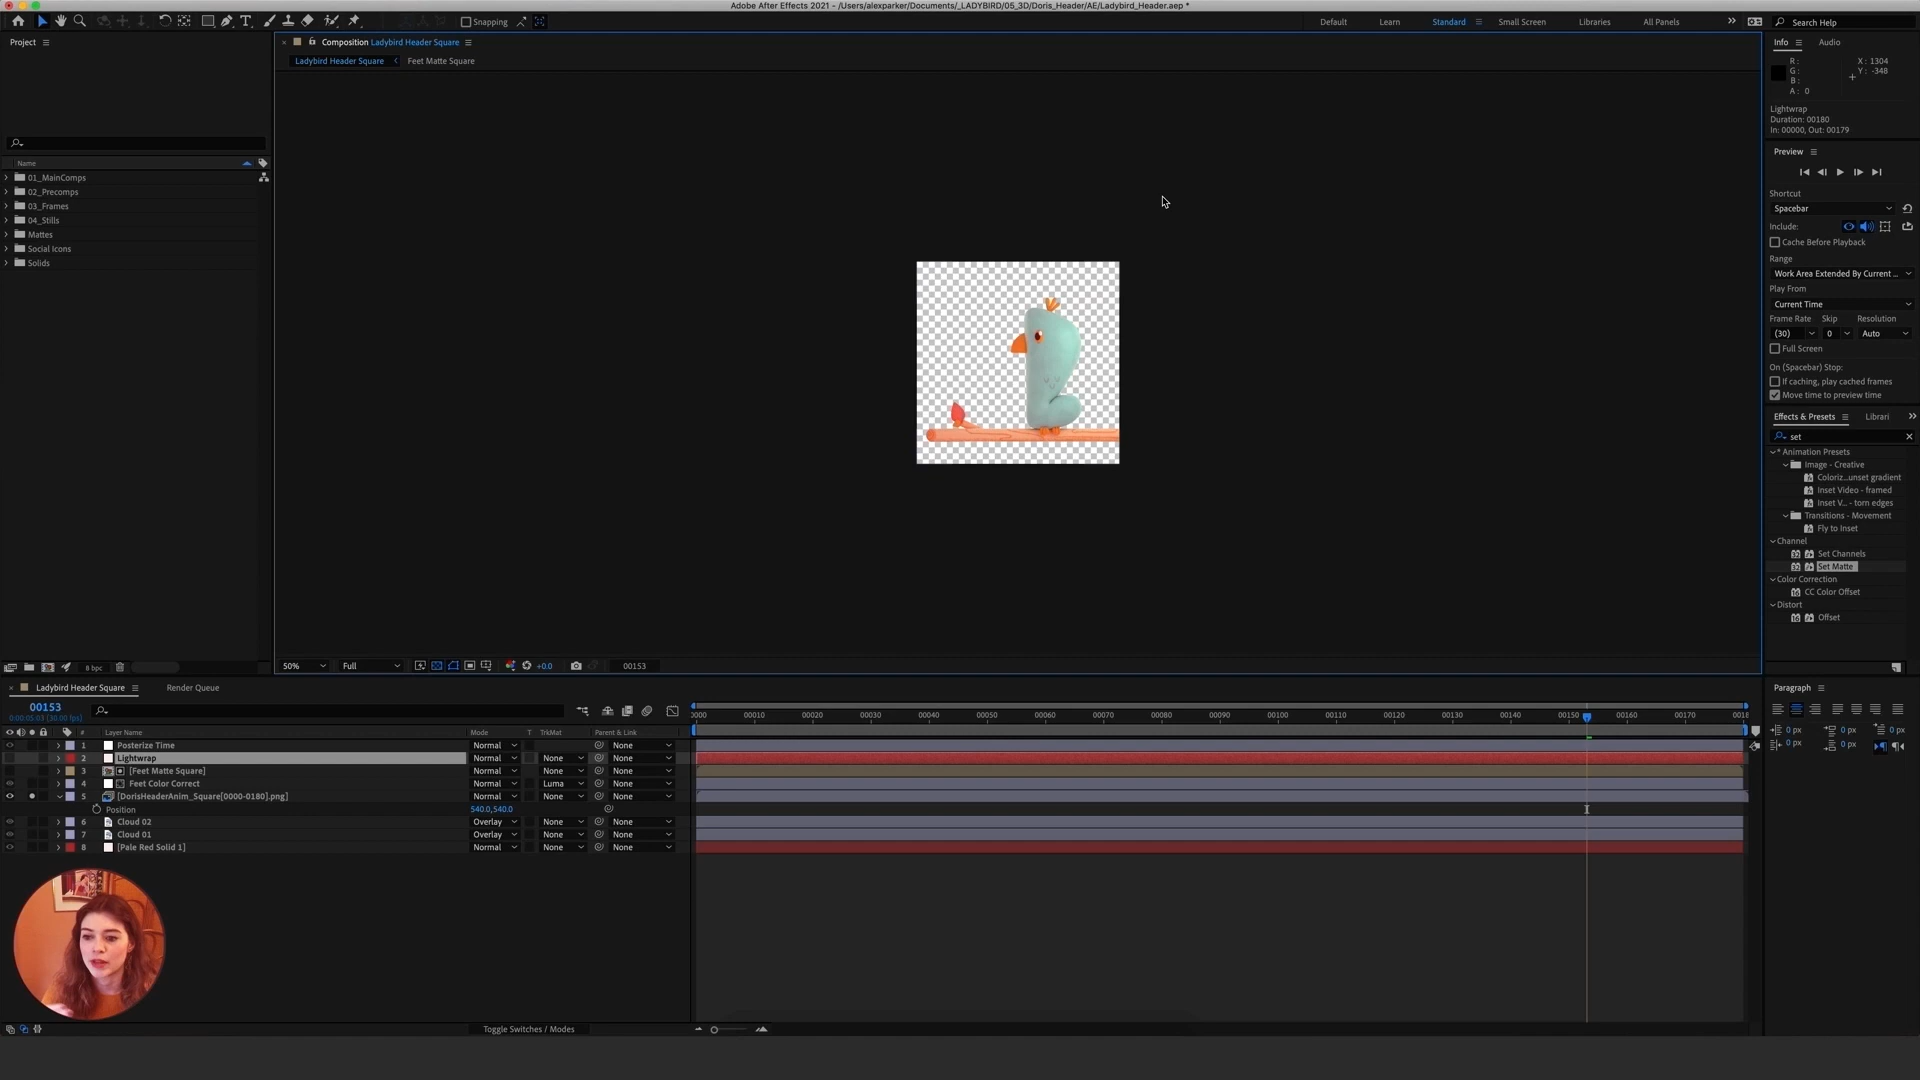 Adobe After Effects 2021 - /Users/alexparker/Documents/_LADYBIRD/05_3D/Doris_Header/AE/Ladybird_Header.aep *
Snapping
Default
Learn
Standard
Small Screen
Libraries
All Panels
Search Help
Project
Composition Ladybird Header Square
Ladybird Header Square
Feet Matte Square
Name
01_MainComps
02_Precomps
03_Frames
04_Stills
Mattes
Social Icons
Solids
8 bpc
50%
Full
+0.0
00153
Info
Audio
R :
G :
B :
A : 0
X : 1304
Y : -348
Lightwrap
Duration: 00180
In: 00000, Out: 00179
Preview
Shortcut
Spacebar
Include:
Cache Before Playback
Range
Work Area Extended By Current ...
Play From
Current Time
Frame Rate Skip Resolution
(30) 0 Auto
Full Screen
On (Spacebar) Stop:
If caching, play cached frames
Move time to preview time
Effects & Presets
Librari
set
* Animation Presets
Image - Creative
Coloriz...unset gradient
Inset Video - framed
Inset V... - torn edges
Transitions - Movement
Fly to Inset
Channel
Set Channels
Set Matte
Color Correction
CC Color Offset
Distort
Offset
Ladybird Header Square
Render Queue
00153
0:00:05:03 (30.00 fps)
# Layer Name Mode T TrkMat Parent & Link
1 Posterize Time Normal None
2 Lightwrap Normal None None
3 [Feet Matte Square] Normal None None
4 Feet Color Correct Normal Luma None
5 [DorisHeaderAnim_Square[0000-0180].png] Normal None None
Position 540.0,540.0
6 Cloud 02 Overlay None None
7 Cloud 01 Overlay None None
8 [Pale Red Solid 1] Normal None None
0000 00010 00020 00030 00040 00050 00060 00070 00080 00090 00100 00110 00120 00130 00140 00150 00160 00170 0018
Toggle Switches / Modes
Paragraph
0 px 0 px 0 px
0 px 0 px